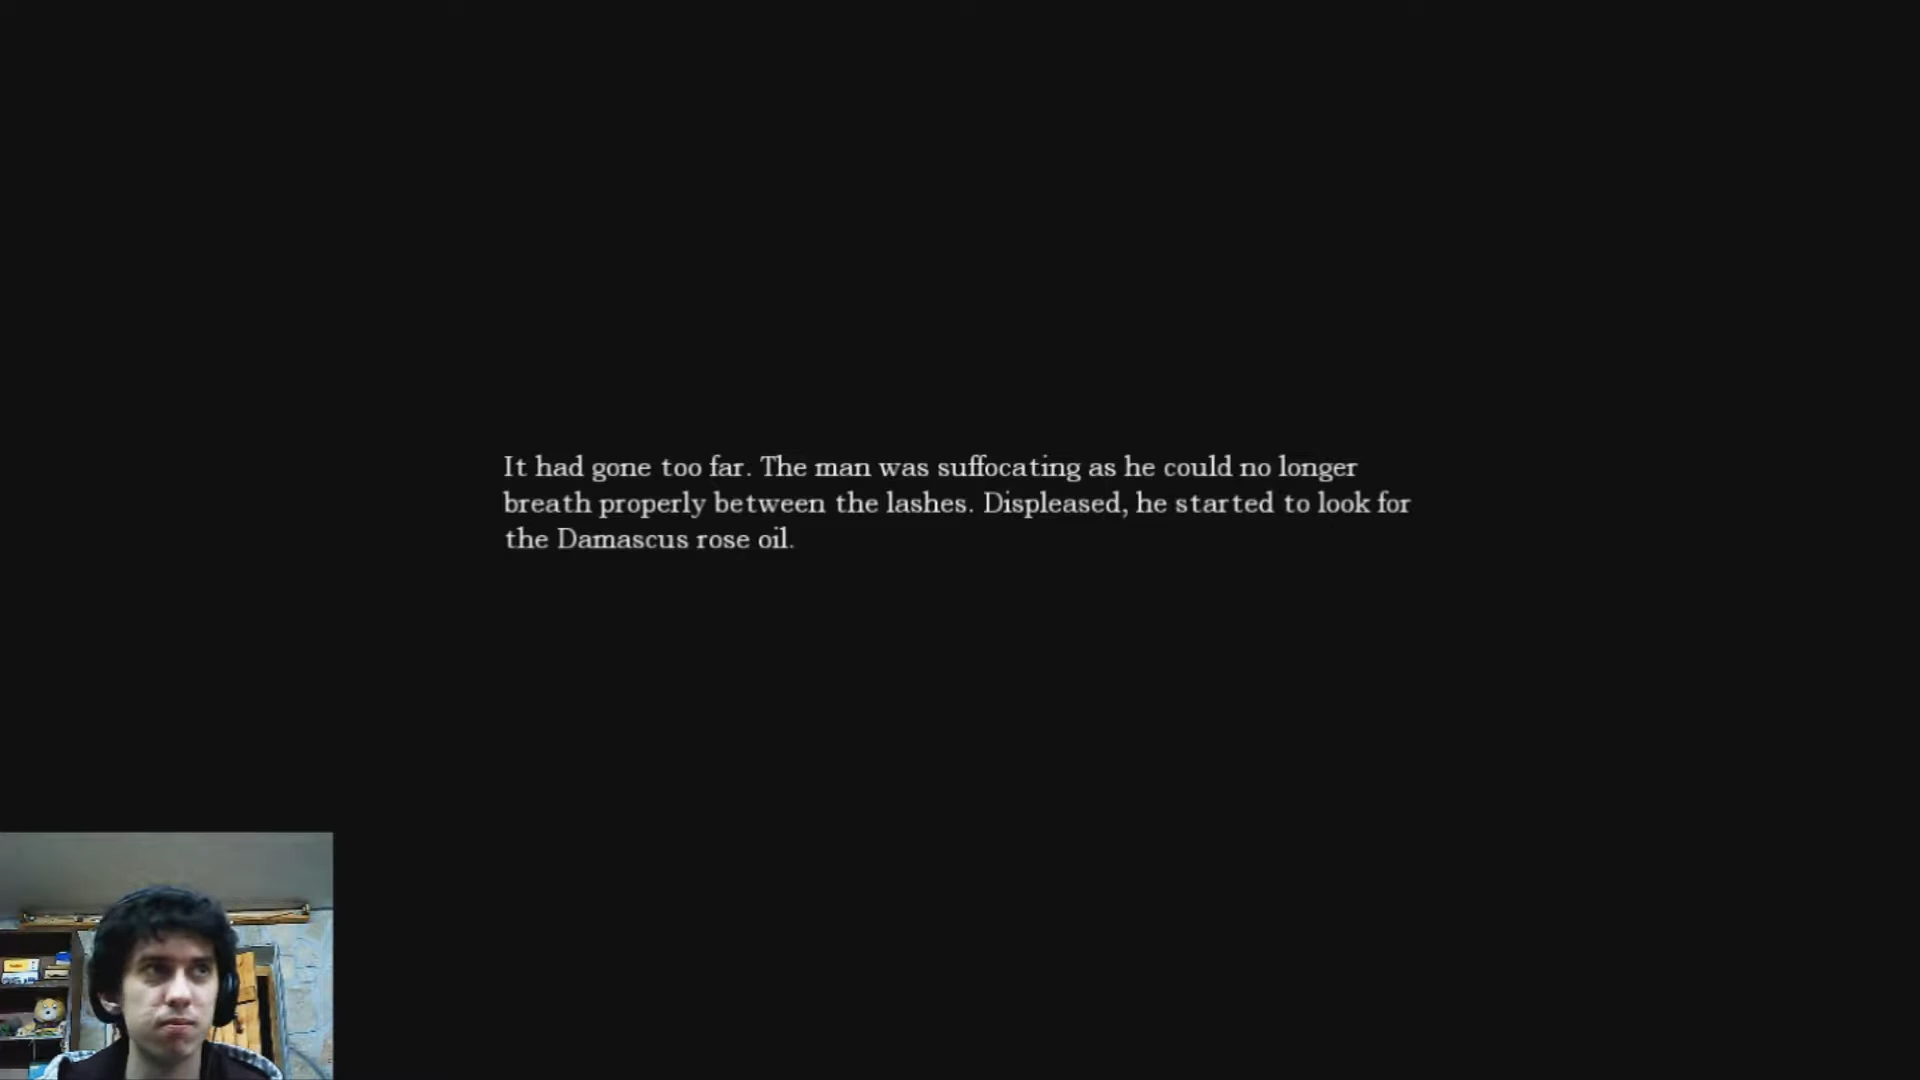 It had gone too far. The man was suffocating as he could no longer
breath properly between the lashes. Displeased, he started to look for
the Damascus rose oil.